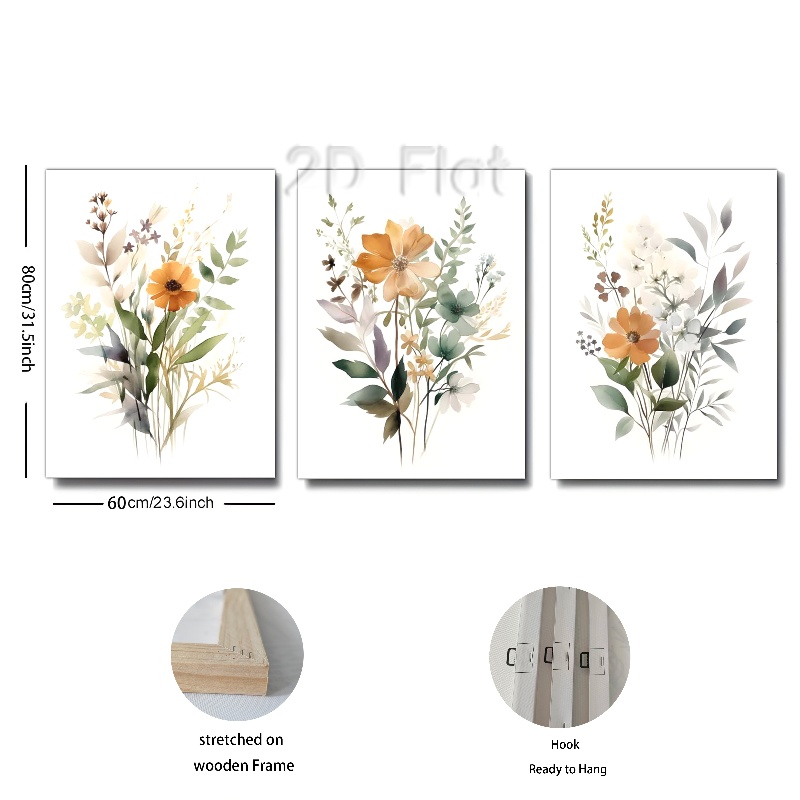 2D Flat
80cm/31.5inch
60cm/23.6inch
stretched on
wooden Frame
Hook
Ready to Hang